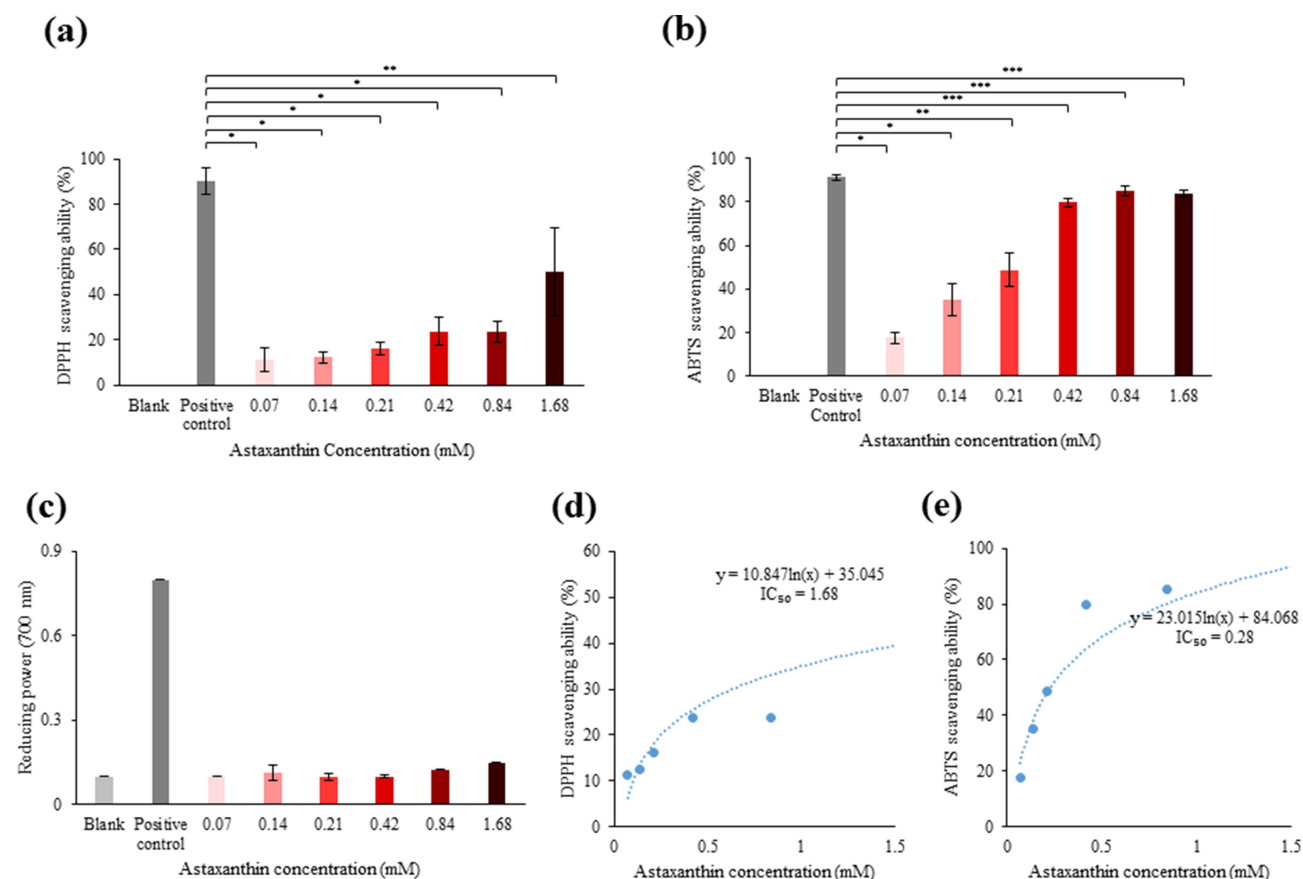 (a)
**
*
*
*
*
*
DPPH scavenging ability (%)
100
80
60
40
20
0
Blank Positive control 0.07 0.14 0.21 0.42 0.84 1.68
Astaxanthin Concentration (mM)
(b)
***
***
***
**
*
*
ABTS scavenging ability (%)
100
80
60
40
20
0
Blank Positive Control 0.07 0.14 0.21 0.42 0.84 1.68
Astaxanthin concentration (mM)
(c)
Reducing power (700 nm)
0.9
0.6
0.3
0
Blank Positive control 0.07 0.14 0.21 0.42 0.84 1.68
Astaxanthin concentration (mM)
(d)
DPPH scavenging ability (%)
60
50
40
30
20
10
0
y = 10.847ln(x) + 35.045
IC₅₀ = 1.68
0 0.5 1 1.5
Astaxanthin concentration (mM)
(e)
ABTS scavenging ability (%)
100
80
60
40
20
0
y = 23.015ln(x) + 84.068
IC₅₀ = 0.28
0 0.5 1 1.5
Astaxanthin concentration (mM)